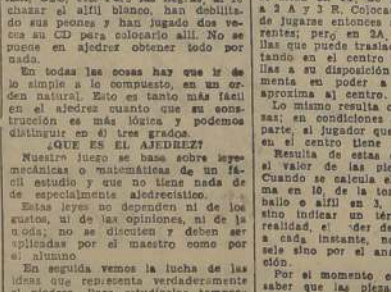 chazar el alfil blanco, han debilita-
do sus peones y han jugado dos ve-
ces su CD para colocarlo allí. No se
puede en ajedrez obtener todo por
nada.
En todas las cosas hay que ir de
lo simple a lo compuesto, en un or-
den natural. Esto es tanto más fácil
en el ajedrez cuanto que su cons-
trucción es más lógica y podemos
distinguir en él tres grados.
¿QUE ES EL AJEDREZ?
Nuestro juego se basa sobre leyes
mecánicas o matemáticas de un fá-
cil estudio y que no tiene nada de
de especialmente aledrecístico.
Estas leyes no dependen ni de los
gustos, ni de las opiniones, ni de la
moda; no se discuten y deben ser
aplicadas por el maestro como por
el alumno
En seguida vemos la lucha de las
ideas que representa verdaderamente
a 2 A y 3 R. Coloca
de jugarse entonces
rentes; pero en 2A,
llas que puede trasla
tando en el centro
llas a su disposición
menta en poder a
aproxima al centro.
Lo mismo resulta
sas; en condiciones
parte, el jugador que
en el centro tiene
Resulta de estas
el valor de las pie
Cuando se calcula e
ma en 10, de la to
ballo o alfil en 3,
sino indicar un tér
realidad, el der de
a cada instante, no
sele sino por el an
ción.
Por el momento
saber que las pie